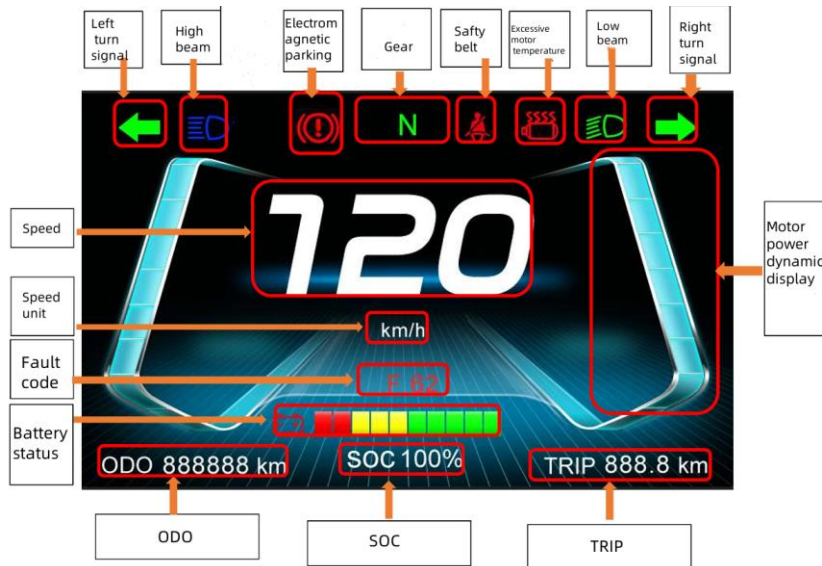 Left
turn
signal
High
beam
Electrom
agnetic
parking
Gear
Safty
belt
Excessive
motor
temperature
Low
beam
Right
turn
signal
N
Speed
120
Motor
power
dynamic
display
Speed
unit
km/h
Fault
code
F 62
Battery
status
ODO 888888 km
SOC 100%
TRIP 888.8 km
ODO
SOC
TRIP